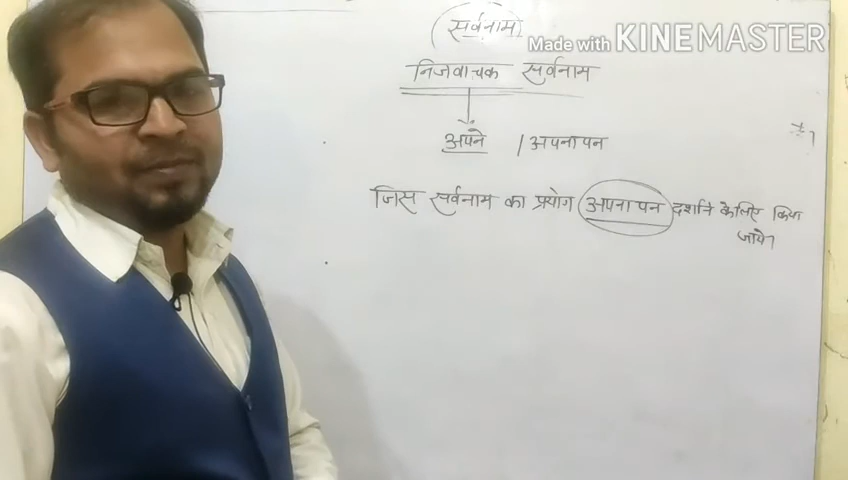 सर्वनाम
Made with KINEMASTER
निजवाचक सर्वनाम
अपने / अपनापन
जिस सर्वनाम का प्रयोग अपनापन दर्शाने के लिए किया
जाये।